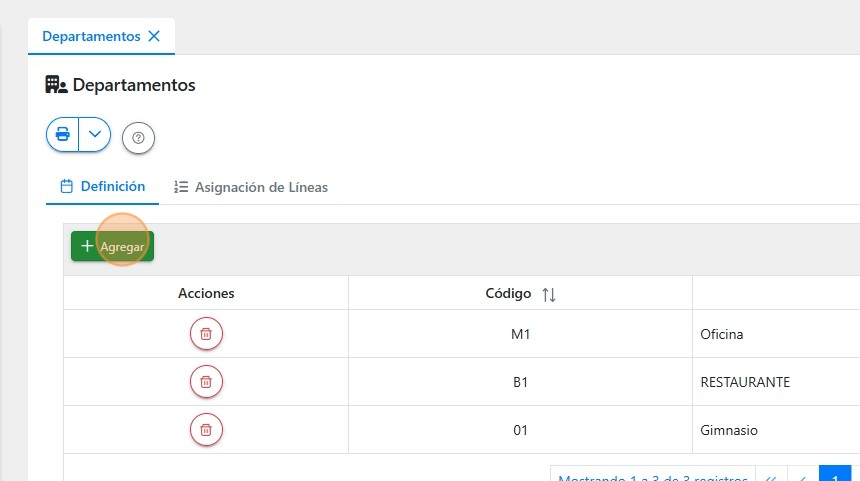 Departamentos
Departamentos
Definición
Asignación de Líneas
Agregar
Acciones
Código
M1
Oficina
B1
RESTAURANTE
01
Gimnasio
Mostrando 1 a 3 de 3 registros
1